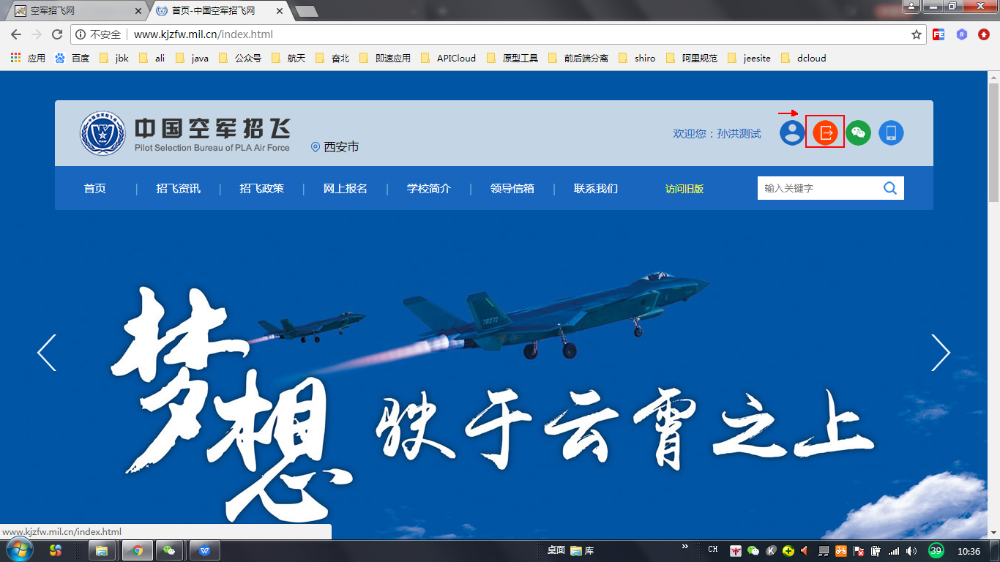 空军招飞网
首页-中国空军招飞网
不安全 www.kjzfw.mil.cn/index.html
应用 百度 jbk ali java 公众号 航天 奋北 即速应用 APICloud 原型工具 前后端分离 shiro 阿里规范 jeesite dcloud
中国空军招飞
Pilot Selection Bureau of PLA Air Force
西安市
欢迎您：孙洪测试
首页 招飞资讯 招飞政策 网上报名 学校简介 领导信箱 联系我们 访问旧版 输入关键字
78272
梦想 驶于云霄之上
www.kjzfw.mil.cn/index.html
桌面 库 » CH 39 10:36